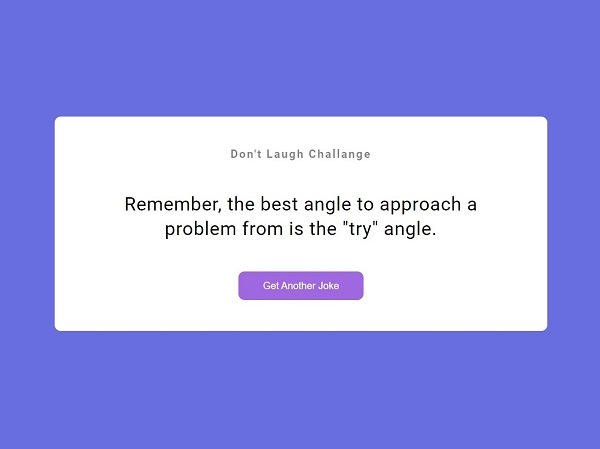 Don't Laugh Challange
Remember, the best angle to approach a
problem from is the "try" angle.
Get Another Joke